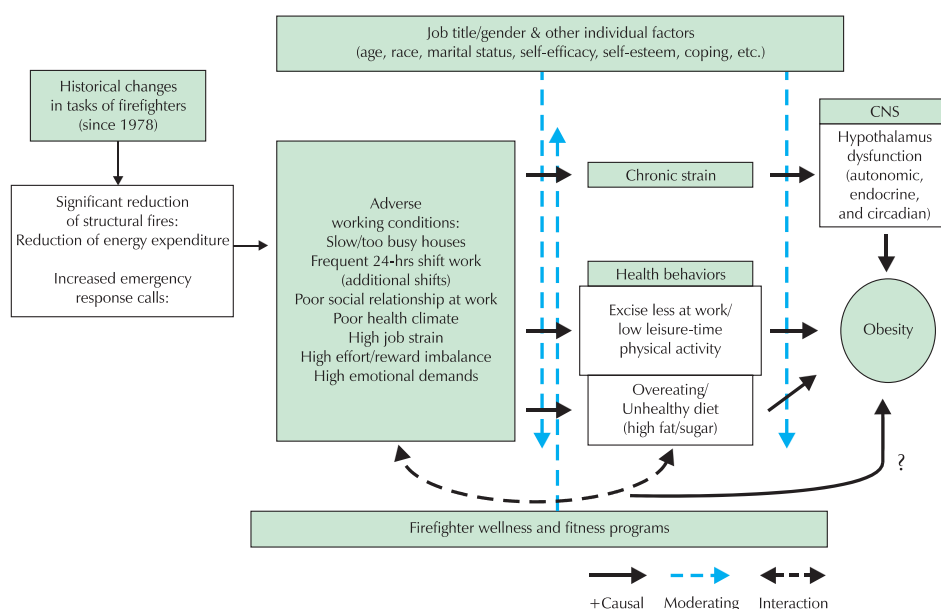 Job title/gender & other individual factors
(age, race, marital status, self-efficacy, self-esteem, coping, etc.)
Historical changes
in tasks of firefighters
(since 1978)
Significant reduction
of structural fires:
Reduction of energy expenditure
Increased emergency
response calls:
Adverse
working conditions:
Slow/too busy houses
Frequent 24-hrs shift work
(additional shifts)
Poor social relationship at work
Poor health climate
High job strain
High effort/reward imbalance
High emotional demands
Chronic strain
Health behaviors
Excise less at work/
low leisure-time
physical activity
Overeating/
Unhealthy diet
(high fat/sugar)
CNS
Hypothalamus
dysfunction
(autonomic,
endocrine,
and circadian)
Obesity
?
Firefighter wellness and fitness programs
+Causal
Moderating
Interaction